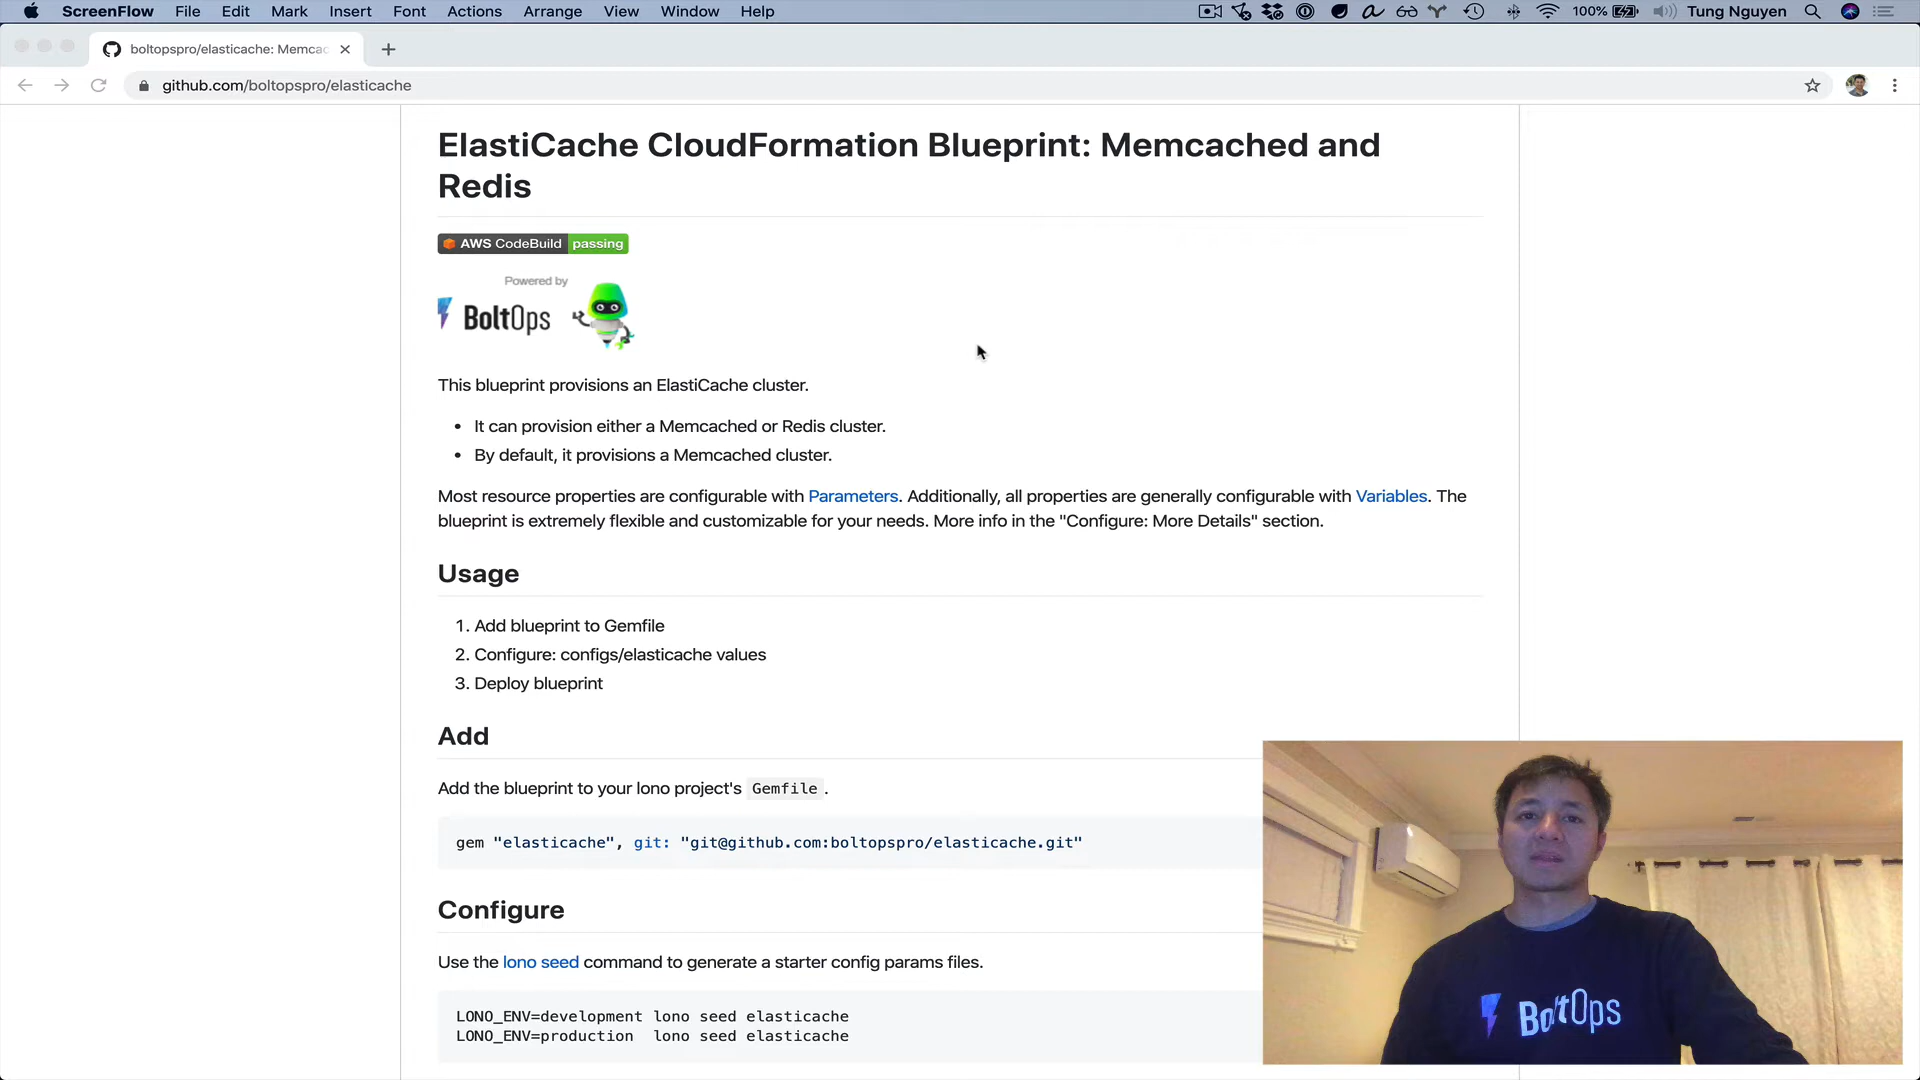 ScreenFlow File Edit Mark Insert Font Actions Arrange View Window Help 100% Tung Nguyen
boltopspro/elasticache: Memcac
github.com/boltopspro/elasticache
ElastiCache CloudFormation Blueprint: Memcached and
Redis
AWS CodeBuild passing
Powered by
BoltOps
This blueprint provisions an ElastiCache cluster.
• It can provision either a Memcached or Redis cluster.
• By default, it provisions a Memcached cluster.
Most resource properties are configurable with Parameters. Additionally, all properties are generally configurable with Variables. The
blueprint is extremely flexible and customizable for your needs. More info in the "Configure: More Details" section.
Usage
1. Add blueprint to Gemfile
2. Configure: configs/elasticache values
3. Deploy blueprint
Add
Add the blueprint to your lono project's Gemfile.
gem "elasticache", git: "git@github.com:boltopspro/elasticache.git"
Configure
Use the lono seed command to generate a starter config params files.
LONO_ENV=development lono seed elasticache
LONO_ENV=production  lono seed elasticache
BoltOps